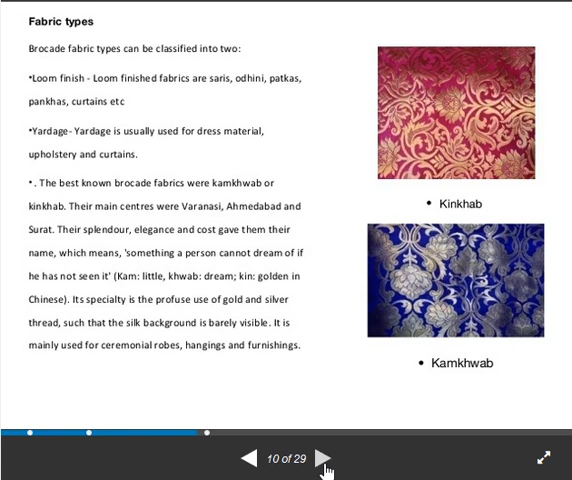 Fabric types
Brocade fabric types can be classified into two:
•Loom finish - Loom finished fabrics are saris, odhini, patkas,
pankhas, curtains etc
•Yardage- Yardage is usually used for dress material,
upholstery and curtains.
• . The best known brocade fabrics were kamkhwab or
kinkhab. Their main centres were Varanasi, Ahmedabad and
Surat. Their splendour, elegance and cost gave them their
name, which means, 'something a person cannot dream of if
he has not seen it' (Kam: little, khwab: dream; kin: golden in
Chinese). Its specialty is the profuse use of gold and silver
thread, such that the silk background is barely visible. It is
mainly used for ceremonial robes, hangings and furnishings.
• Kinkhab
• Kamkhwab
10 of 29